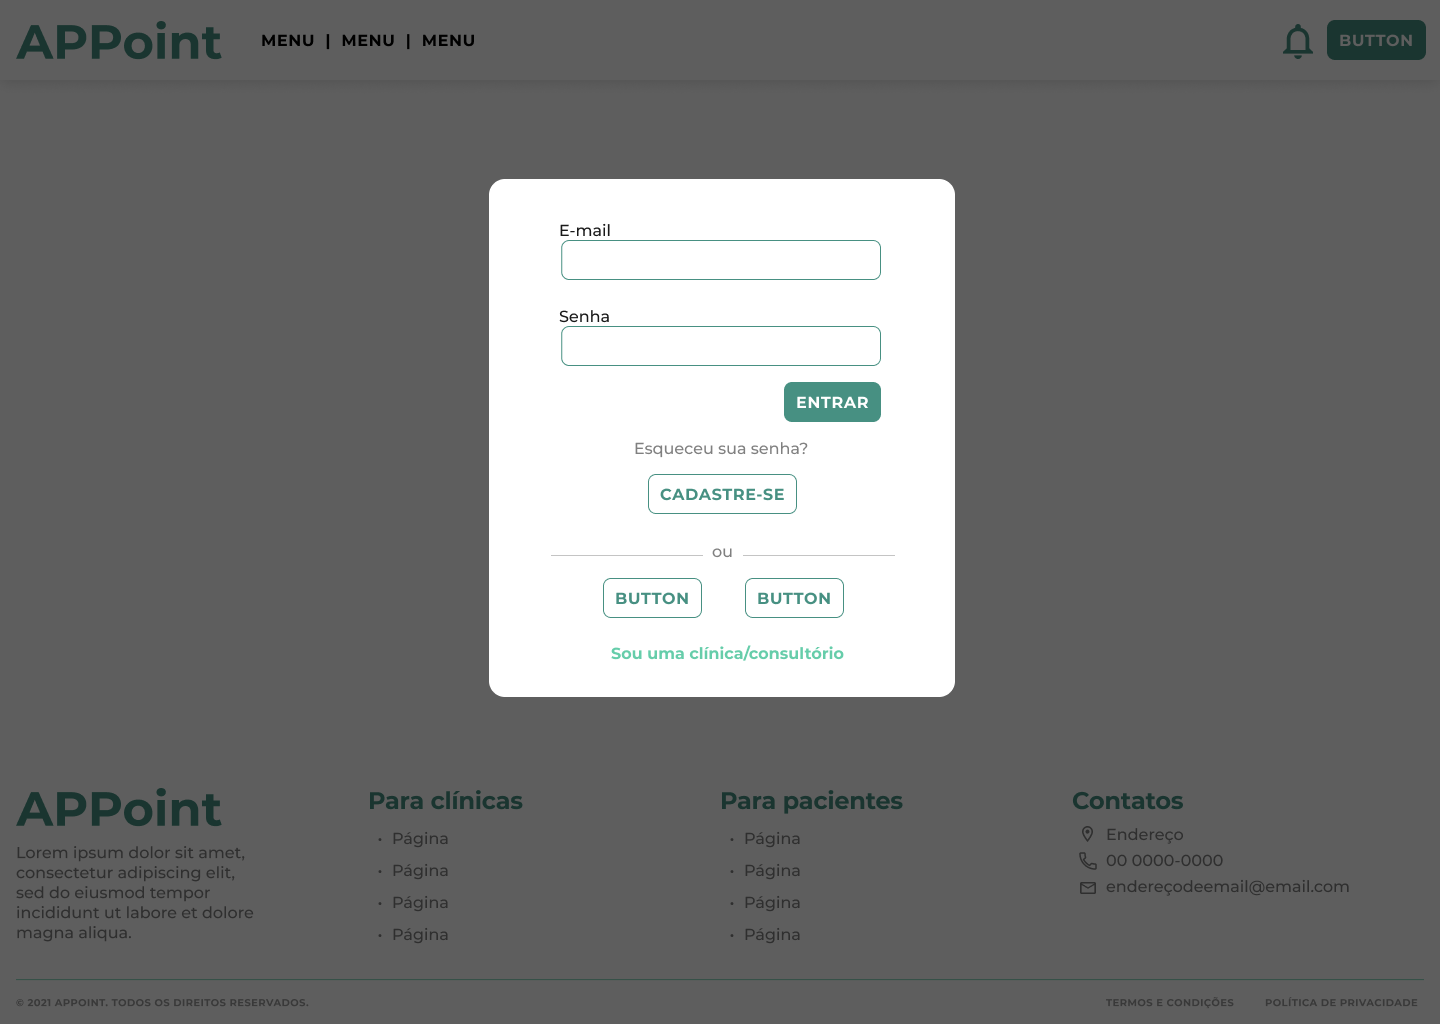 APPoint
MENU | MENU | MENU
BUTTON
E-mail
Senha
ENTRAR
Esqueceu sua senha?
CADASTRE-SE
ou
BUTTON
BUTTON
Sou uma clínica/consultório
APPoint
Lorem ipsum dolor sit amet,
consectetur adipiscing elit,
sed do eiusmod tempor
incididunt ut labore et dolore
magna aliqua.
Para clínicas
• Página
• Página
• Página
• Página
Para pacientes
• Página
• Página
• Página
• Página
Contatos
Endereço
00 0000-0000
endereçodeemail@email.com
© 2021 APPOINT. TODOS OS DIREITOS RESERVADOS.
TERMOS E CONDIÇÕES
POLÍTICA DE PRIVACIDADE